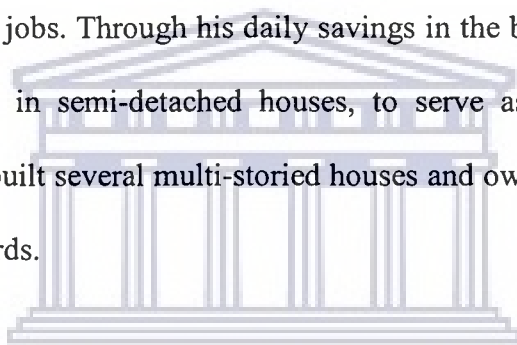 jobs. Through his daily savings in the b
in semi-detached houses, to serve as
uilt several multi-storied houses and ow
rds.